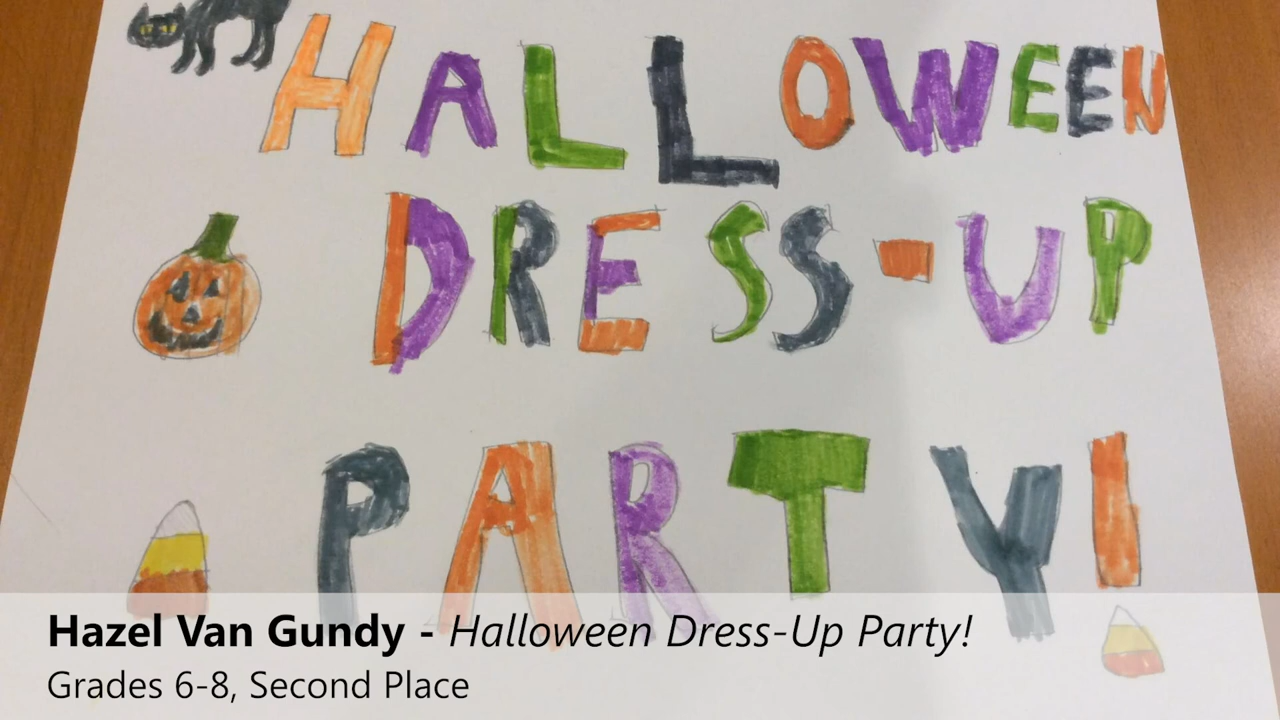 HALLOWEEN
DRESS-UP
PARTY!
Hazel Van Gundy - Halloween Dress-Up Party!
Grades 6-8, Second Place